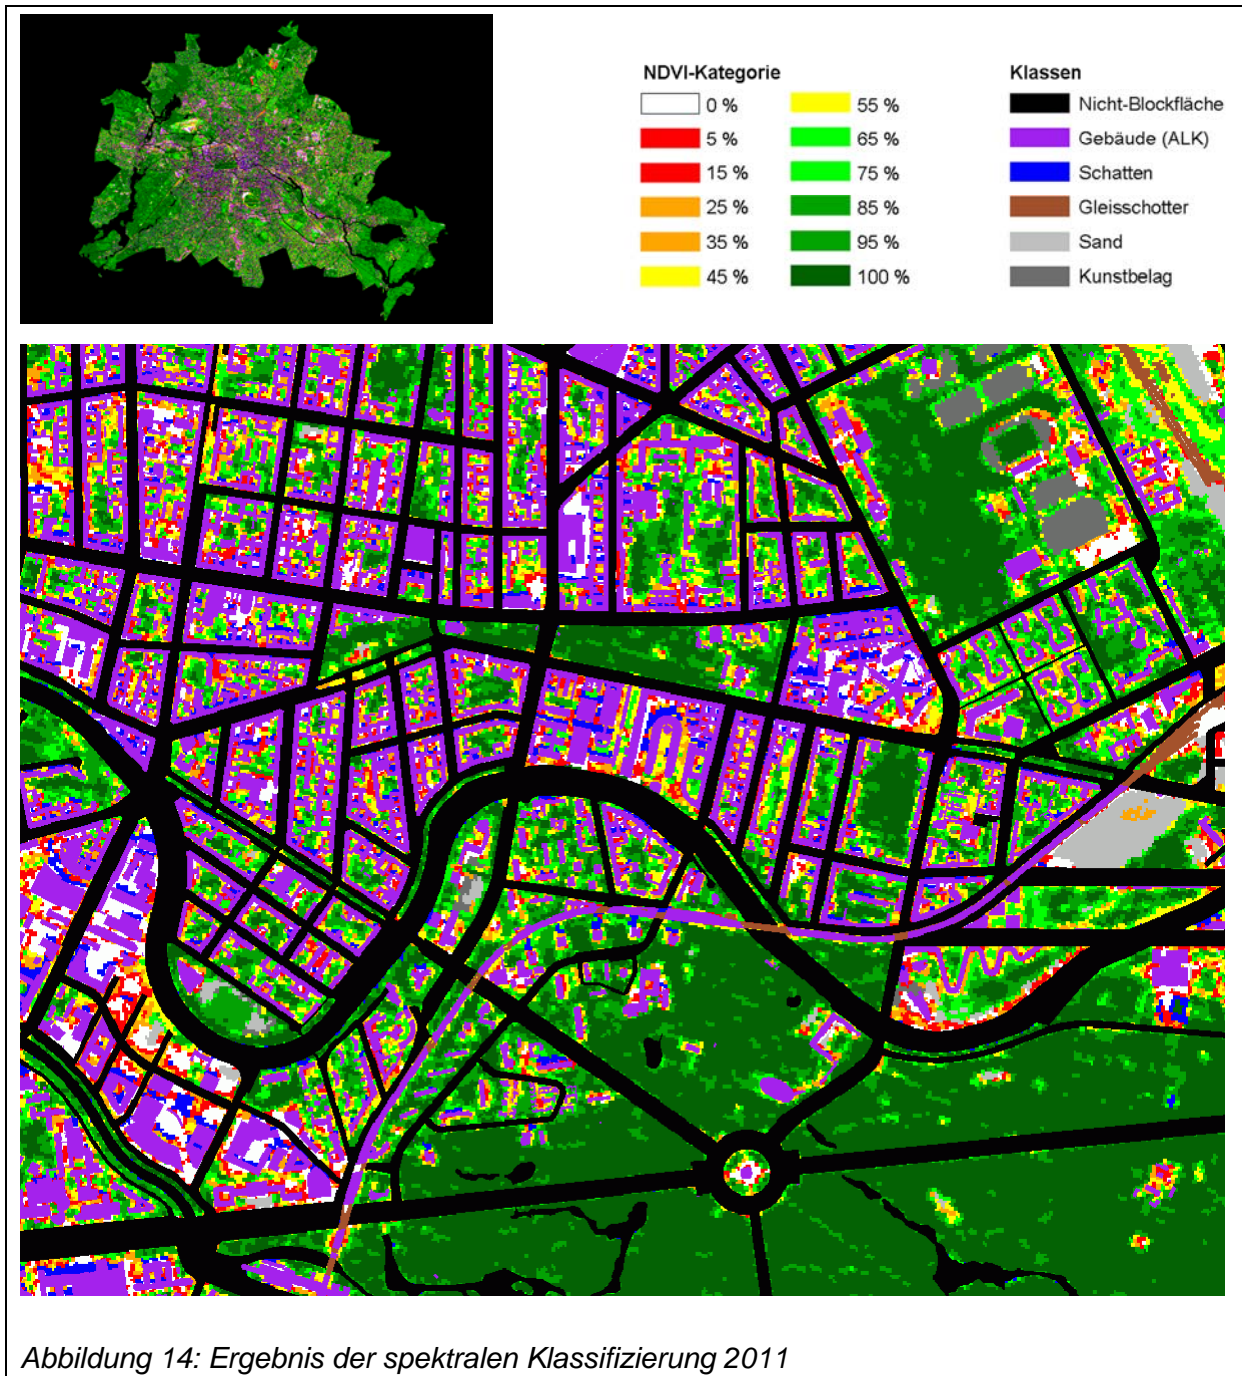 NDVI-Kategorie
0 %
5 %
15 %
25 %
35 %
45 %
55 %
65 %
75 %
85 %
95 %
100 %
Klassen
Nicht-Blockfläche
Gebäude (ALK)
Schatten
Gleisschotter
Sand
Kunstbelag
Abbildung 14: Ergebnis der spektralen Klassifizierung 2011